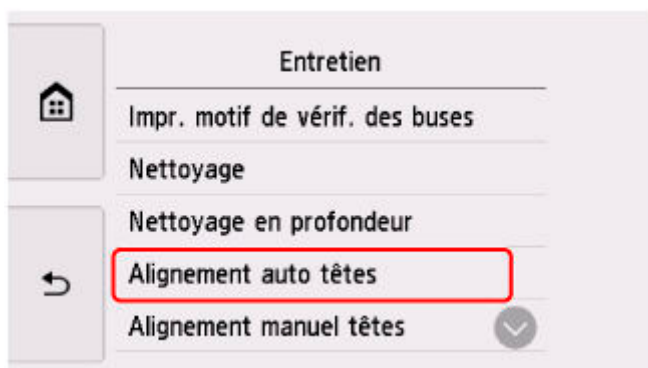 Entretien
Impr. motif de vérif. des buses
Nettoyage
Nettoyage en profondeur
Alignement auto têtes
Alignement manuel têtes